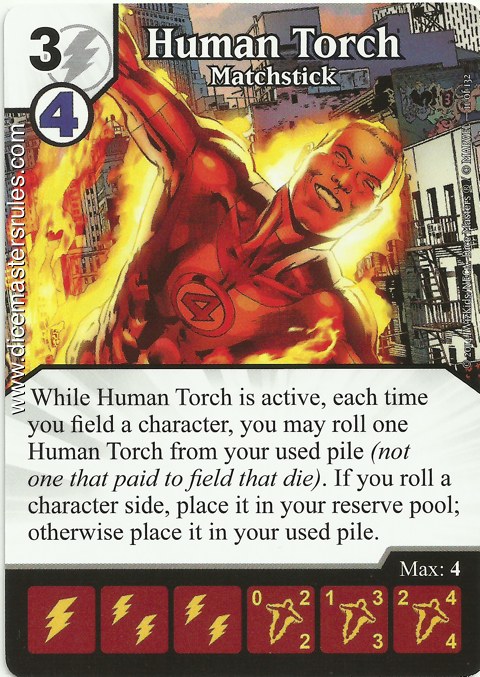 3
Human Torch
Matchstick
4
4
www.dicemastersrules.com
While Human Torch is active, each time
you field a character, you may roll one
Human Torch from your used pile (not
one that paid to field that die). If you roll a
character side, place it in your reserve pool;
otherwise place it in your used pile.
Max: 4
0 2 2
1 3 3
2 4 4